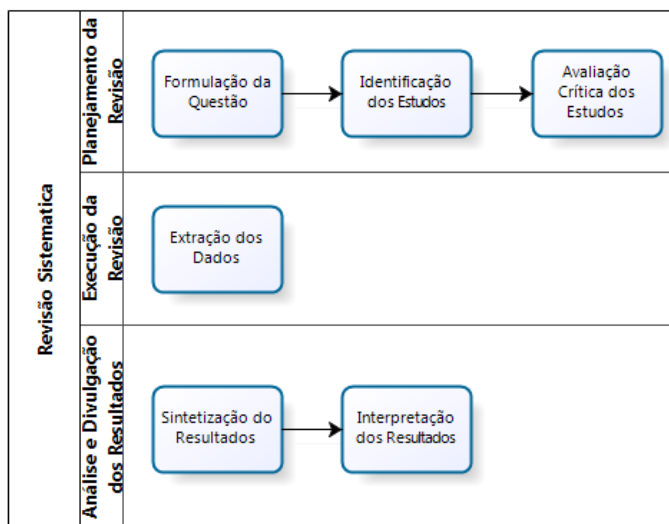 Revisão Sistematica
Planejamento da
Revisão
Formulação da
Questão
Identificação
dos Estudos
Avaliação
Crítica dos
Estudos
Execução da
Revisão
Extração dos
Dados
Análise e Divulgação
dos Resultados
Sintetização do
Resultados
Interpretação
dos Resultados